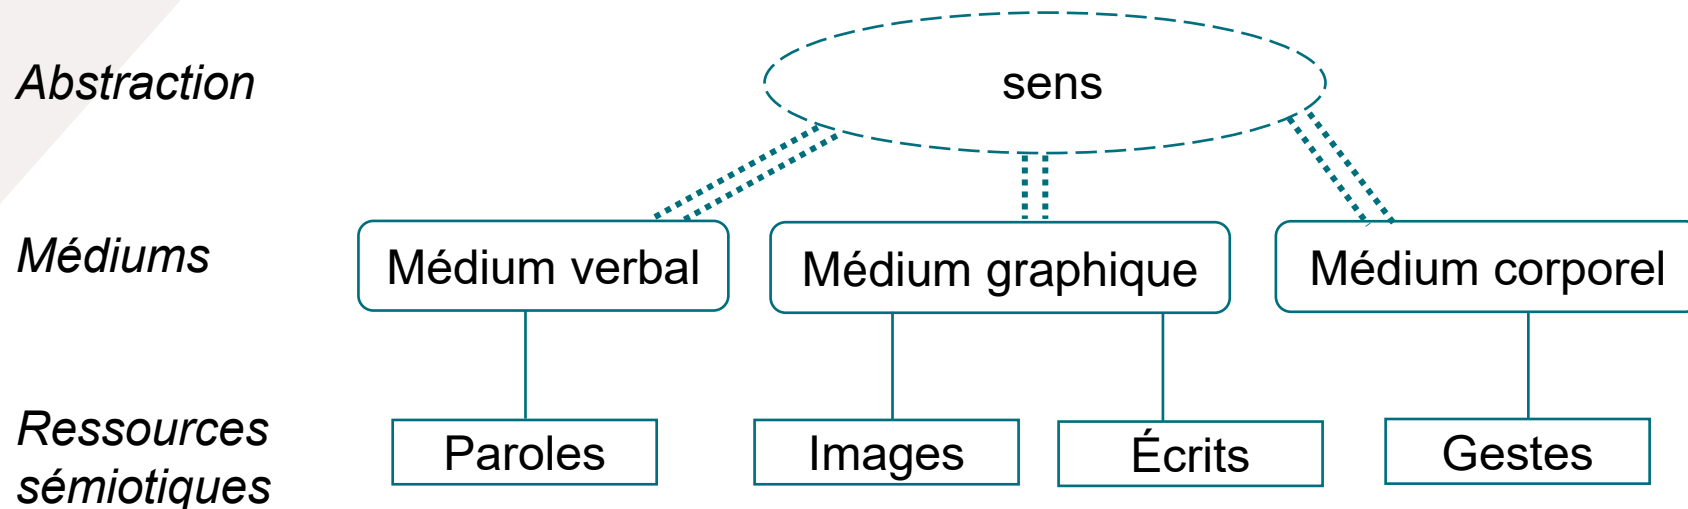 Abstraction
sens
Médiums
Médium verbal
Médium graphique
Médium corporel
Ressources
sémiotiques
Paroles
Images
Écrits
Gestes